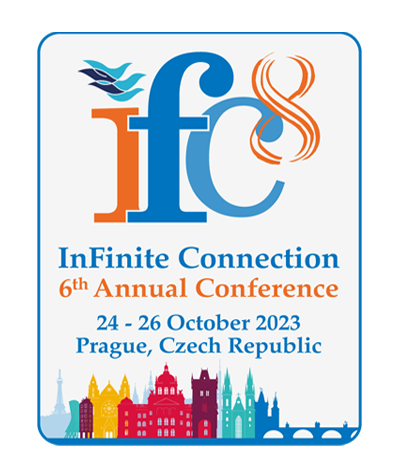 ifc8
InFinite Connection
6th Annual Conference
24 - 26 October 2023
Prague, Czech Republic